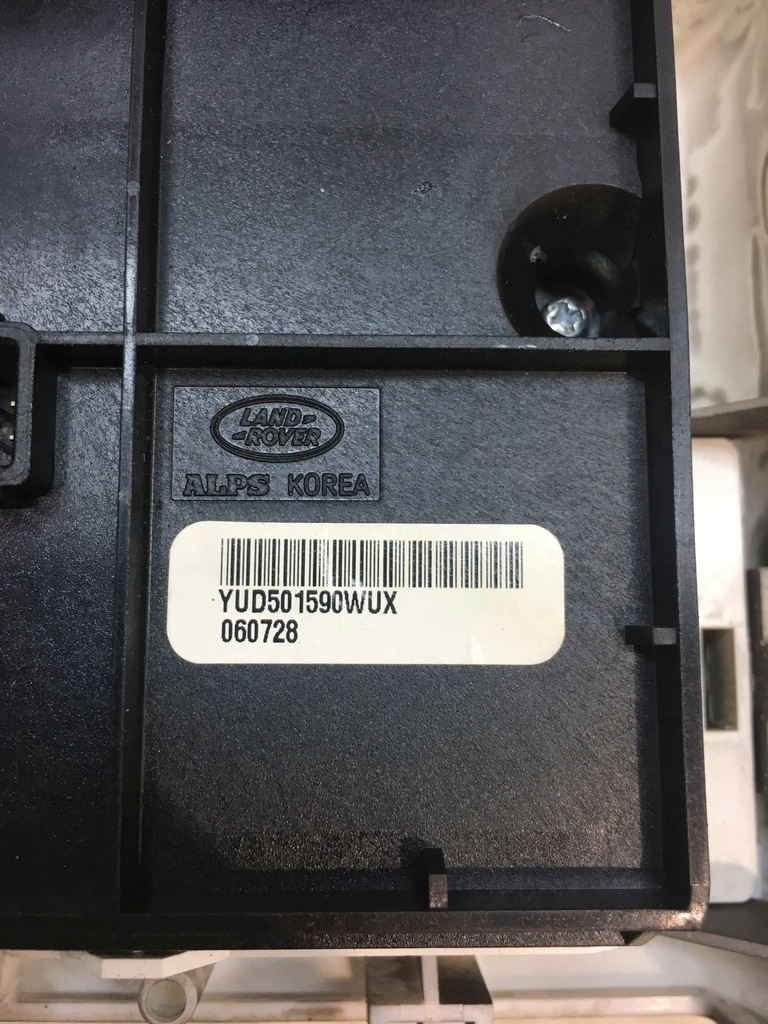 LAND-
-ROVER
ALPS KOREA
YUD501590WUX
060728